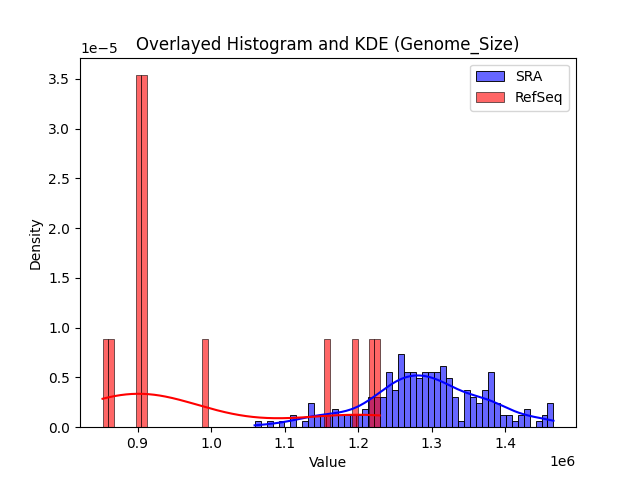 Overlayed Histogram and KDE (Genome_Size)
1e−5
SRA
RefSeq
3.5
3.0
2.5
2.0
1.5
1.0
0.5
0.0
Density
0.9 1.0 1.1 1.2 1.3 1.4
Value
1e6